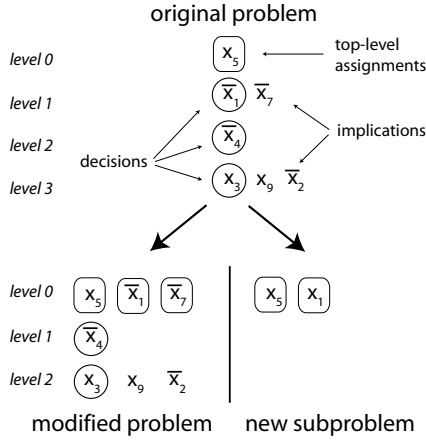 original problem
level 0 x₅ top-level assignments
level 1 x̅₁ x̅₇
level 2 x̅₄ implications
decisions
level 3 x₃ x₉ x̅₂
level 0 x₅ x̅₁ x̅₇ x₅ x₁
level 1 x̅₄
level 2 x₃ x₉ x̅₂
modified problem new subproblem